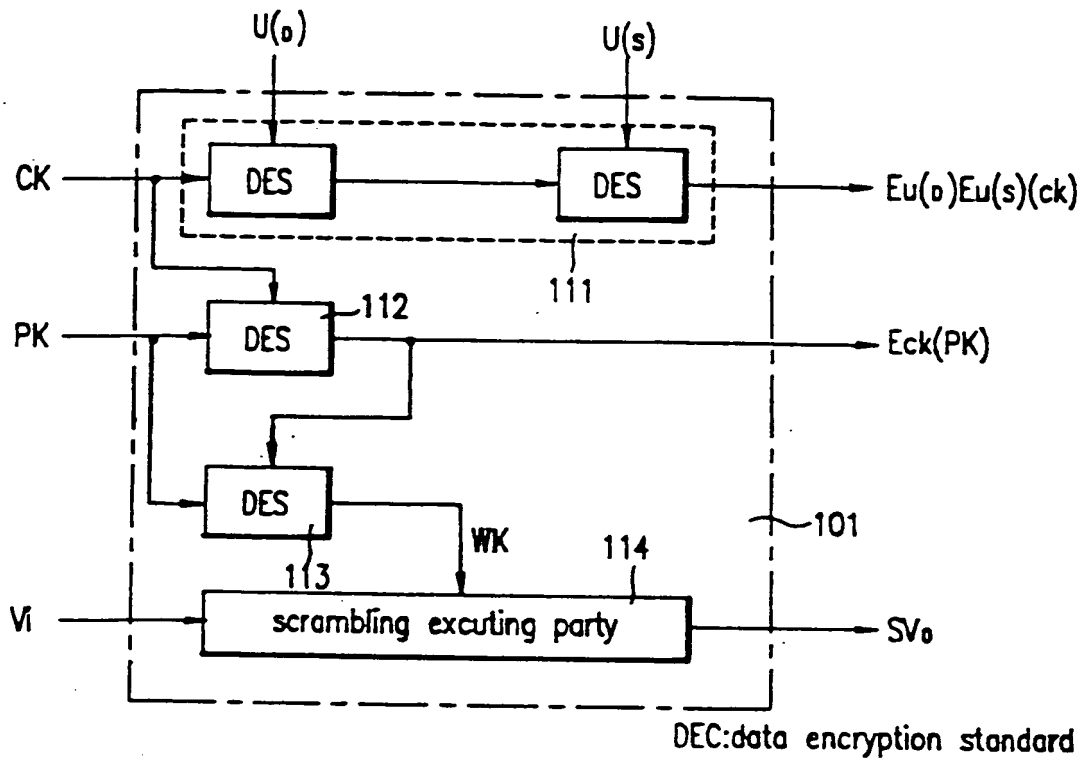 U(D)
U(s)
CK
DES
DES
Eu(D)Eu(s)(ck)
111
112
PK
DES
Eck(PK)
DES
WK
101
113
114
Vi
scrambling excuting party
SVD
DEC:data encryption standard